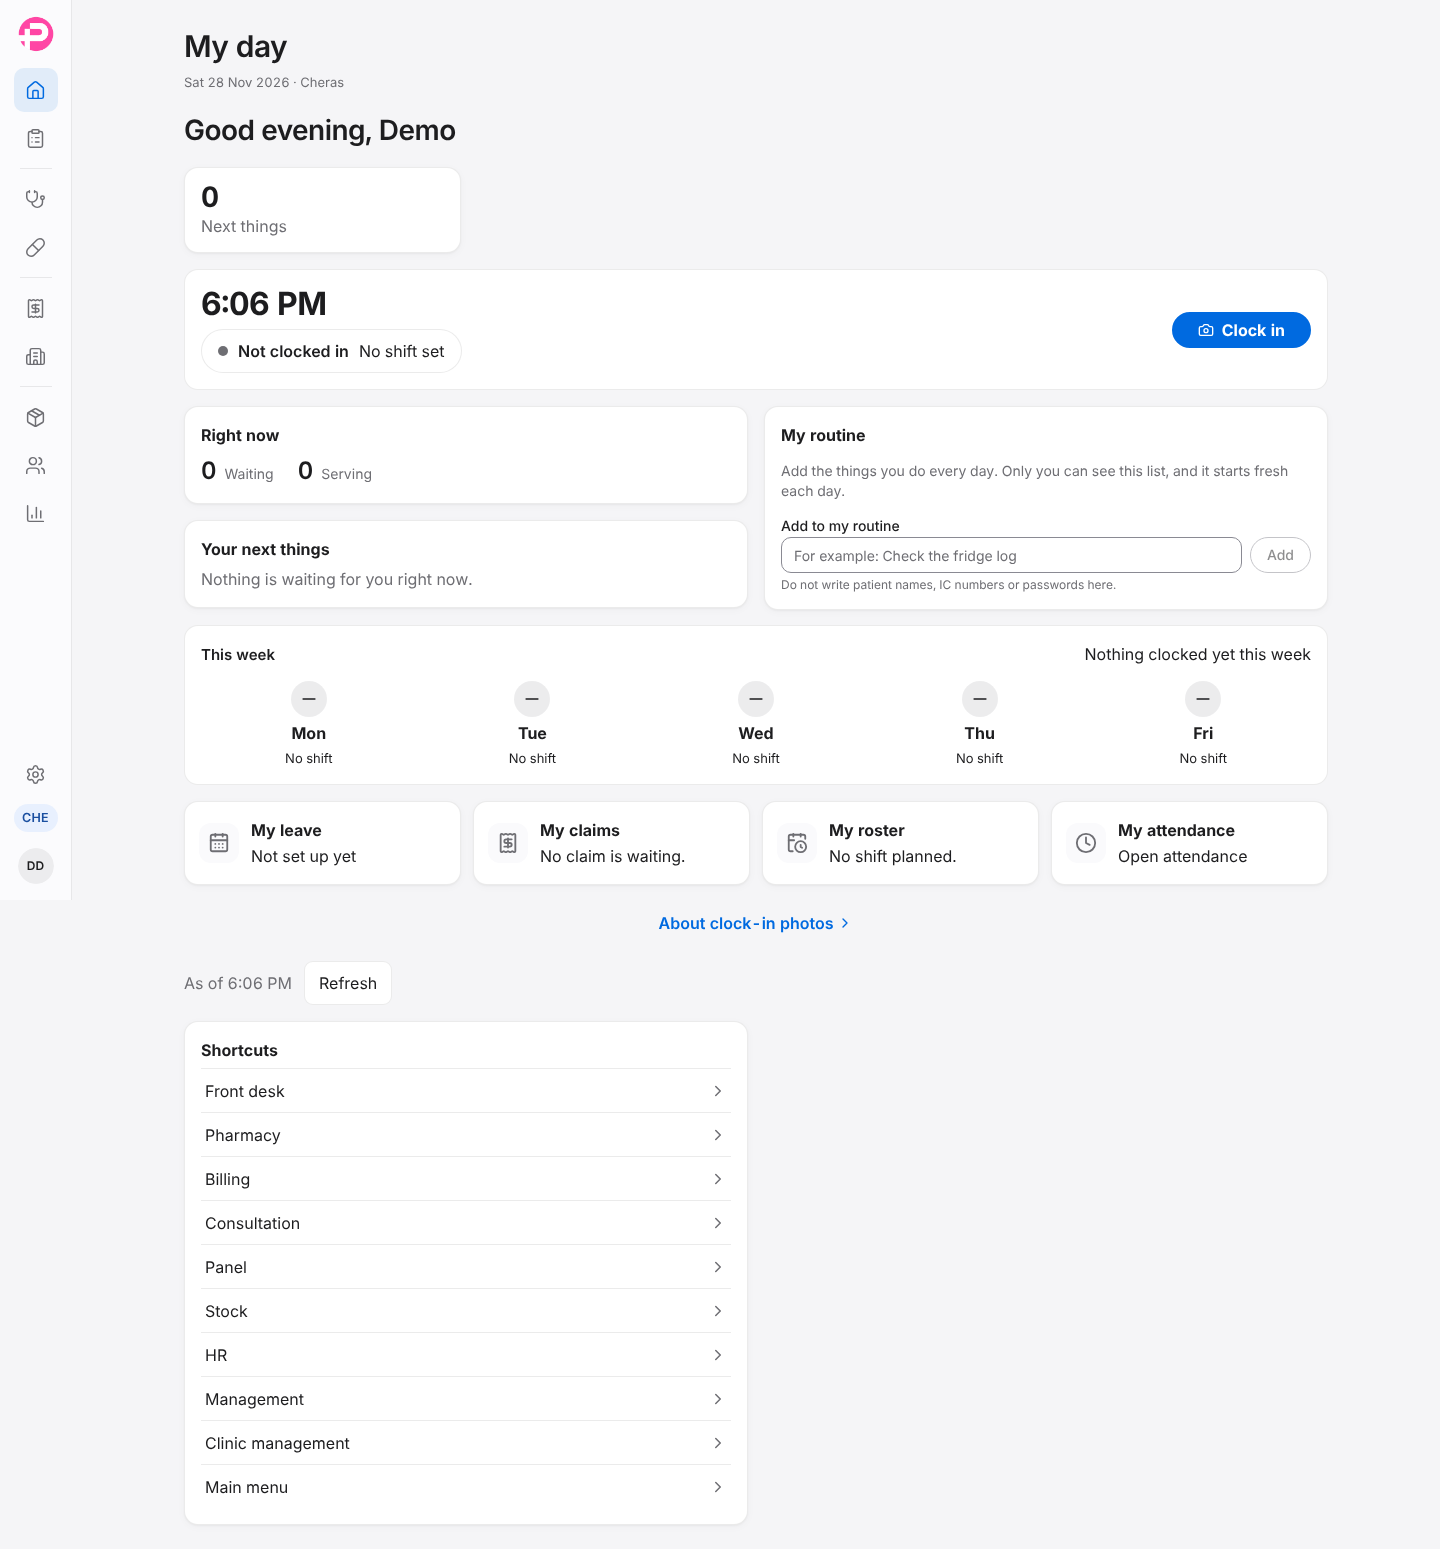 My day
Sat 28 Nov 2026 · Cheras
Good evening, Demo
0
Next things
6:06 PM
Not clocked in No shift set
Clock in
Right now
0 Waiting 0 Serving
Your next things
Nothing is waiting for you right now.
My routine
Add the things you do every day. Only you can see this list, and it starts fresh
each day.
Add to my routine
For example: Check the fridge log
Add
Do not write patient names, IC numbers or passwords here.
This week
Nothing clocked yet this week
Mon
No shift
Tue
No shift
Wed
No shift
Thu
No shift
Fri
No shift
My leave
Not set up yet
My claims
No claim is waiting.
My roster
No shift planned.
My attendance
Open attendance
About clock-in photos
As of 6:06 PM
Refresh
Shortcuts
Front desk
Pharmacy
Billing
Consultation
Panel
Stock
HR
Management
Clinic management
Main menu
CHE
DD